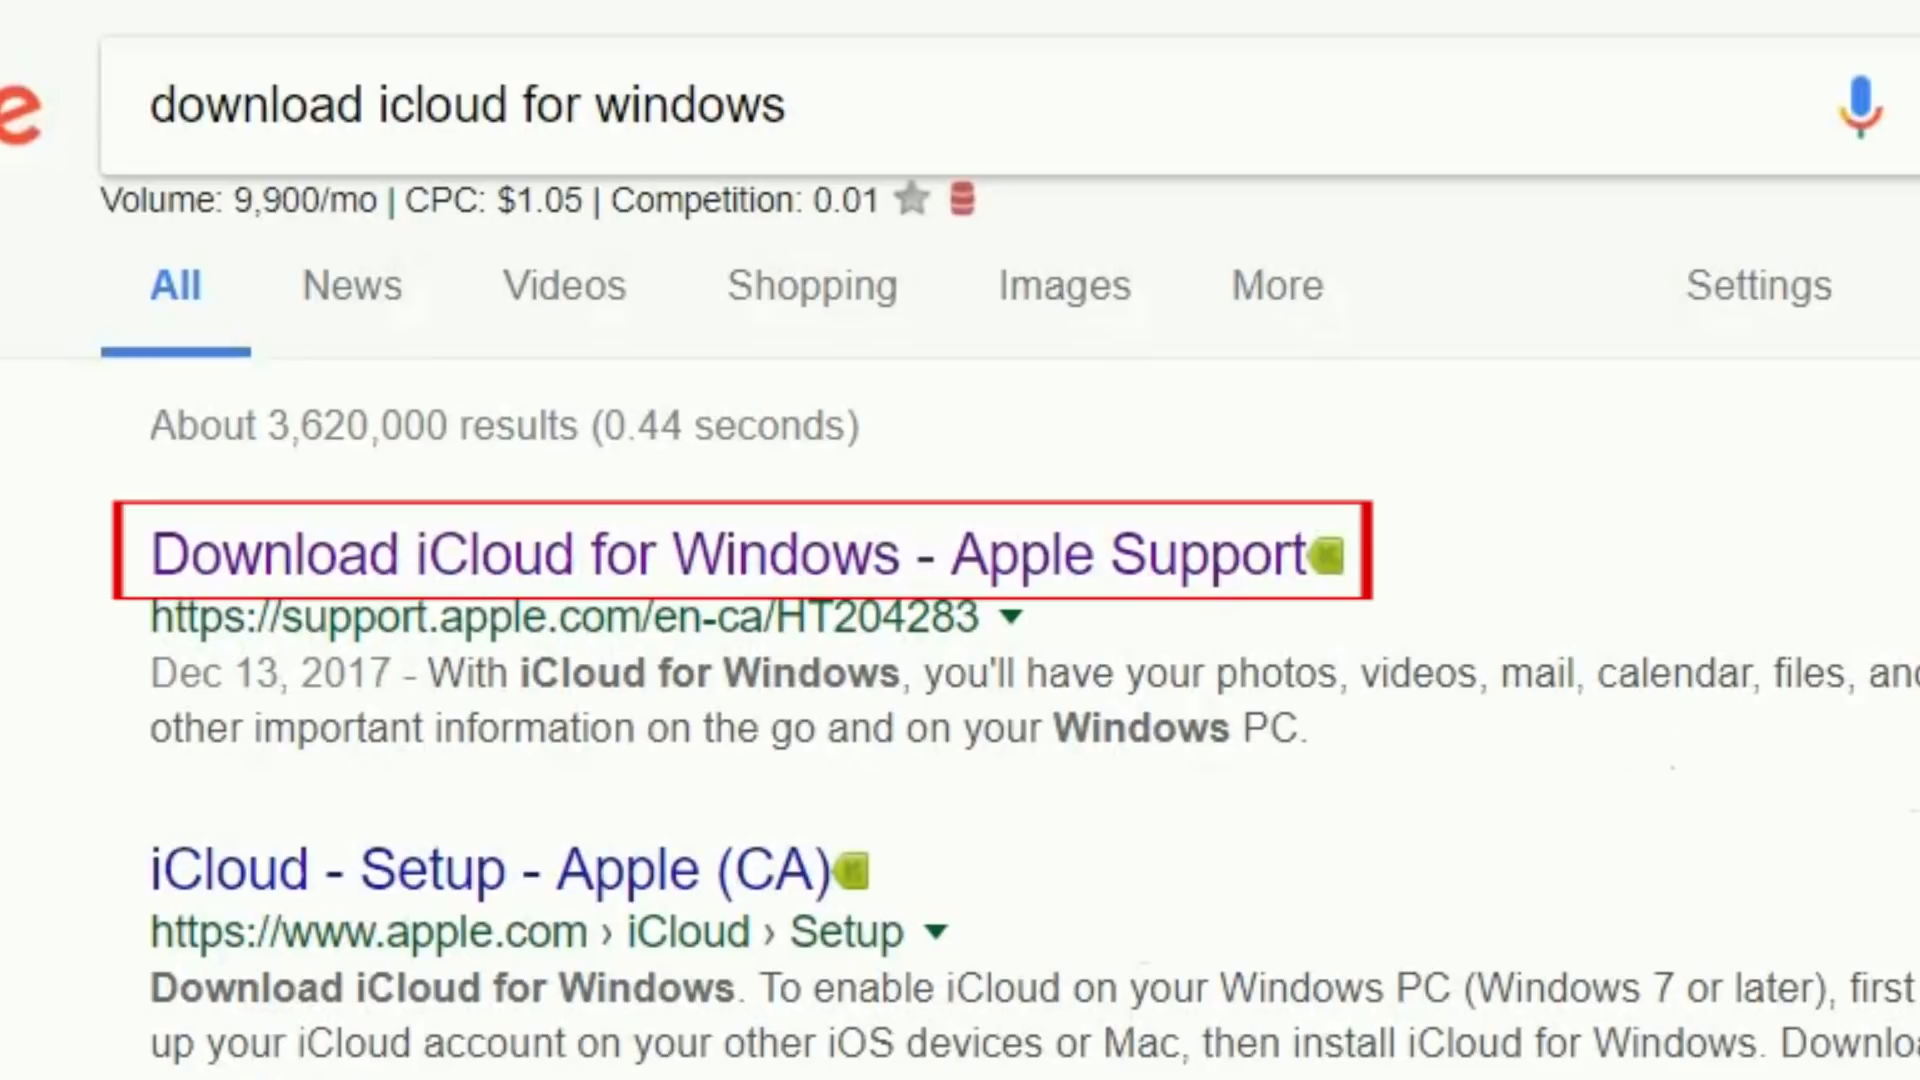 e
download icloud for windows
Volume: 9,900/mo | CPC: $1.05 | Competition: 0.01
All News Videos Shopping Images More Settings
About 3,620,000 results (0.44 seconds)
Download iCloud for Windows - Apple Support
https://support.apple.com/en-ca/HT204283
Dec 13, 2017 - With iCloud for Windows, you'll have your photos, videos, mail, calendar, files, and
other important information on the go and on your Windows PC.
iCloud - Setup - Apple (CA)
https://www.apple.com › iCloud › Setup
Download iCloud for Windows. To enable iCloud on your Windows PC (Windows 7 or later), first
up your iCloud account on your other iOS devices or Mac, then install iCloud for Windows. Downloa